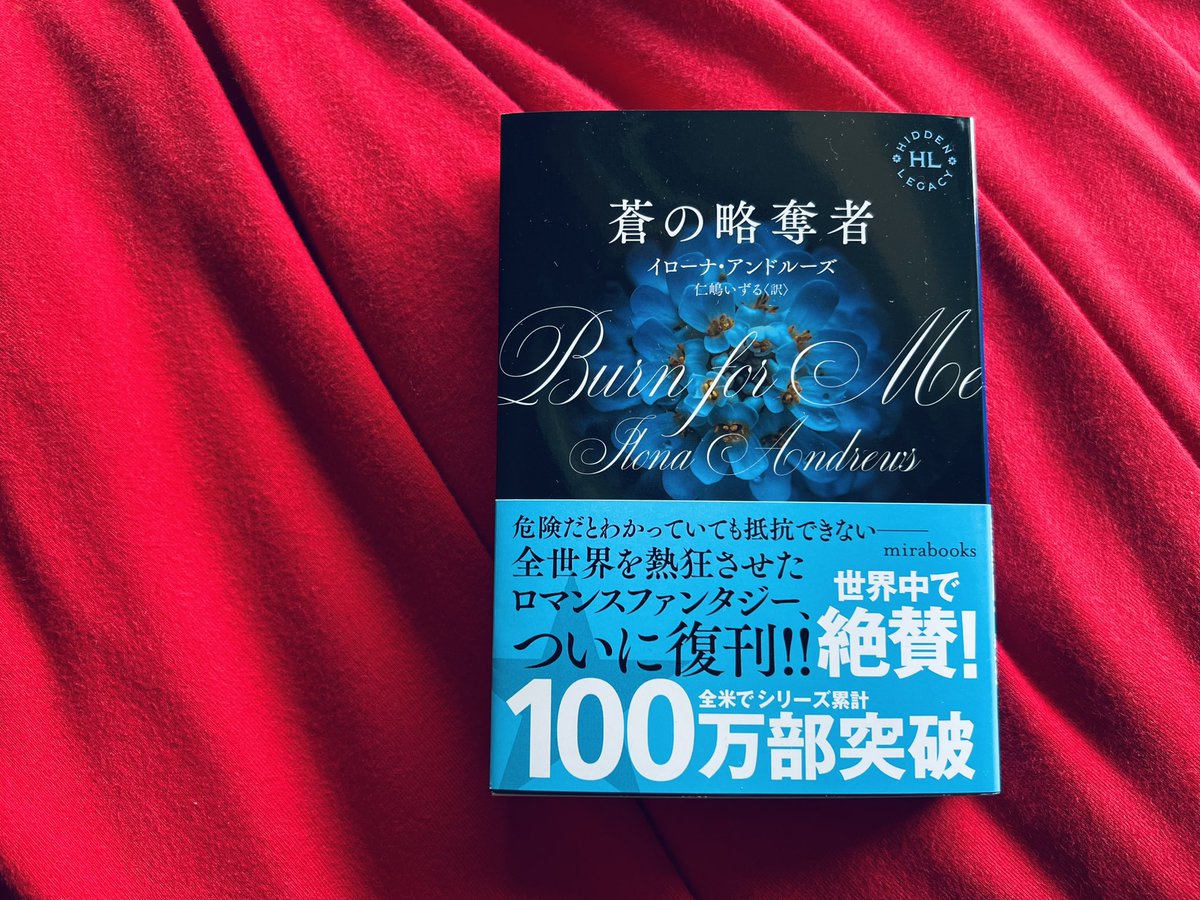 HIDDEN LEGACY
HL
蒼の略奪者
イローナ・アンドルーズ
仁嶋いずる〈訳〉
Burn for Me
Ilona Andrews
危険だとわかっていても抵抗できない――
mirabooks
全世界を熱狂させた
ロマンスファンタジー、
ついに復刊!!
世界中で
絶賛!
全米でシリーズ累計
100万部突破